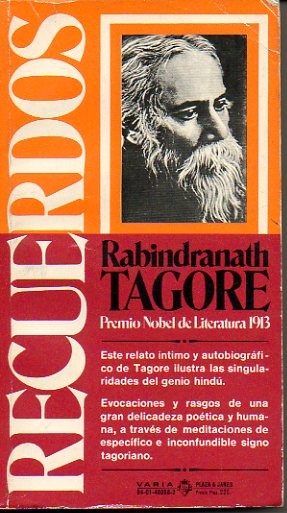 RECUERDOS
Rabindranath
TAGORE
Premio Nobel de Literatura 1913
Este relato íntimo y autobiográfi-
co de Tagore ilustra las singula-
ridades del genio hindú.
Evocaciones y rasgos de una
gran delicadeza poética y huma-
na, a través de meditaciones de
específico e inconfundible signo
tagoriano.
VARIA
PLAZA & JANES